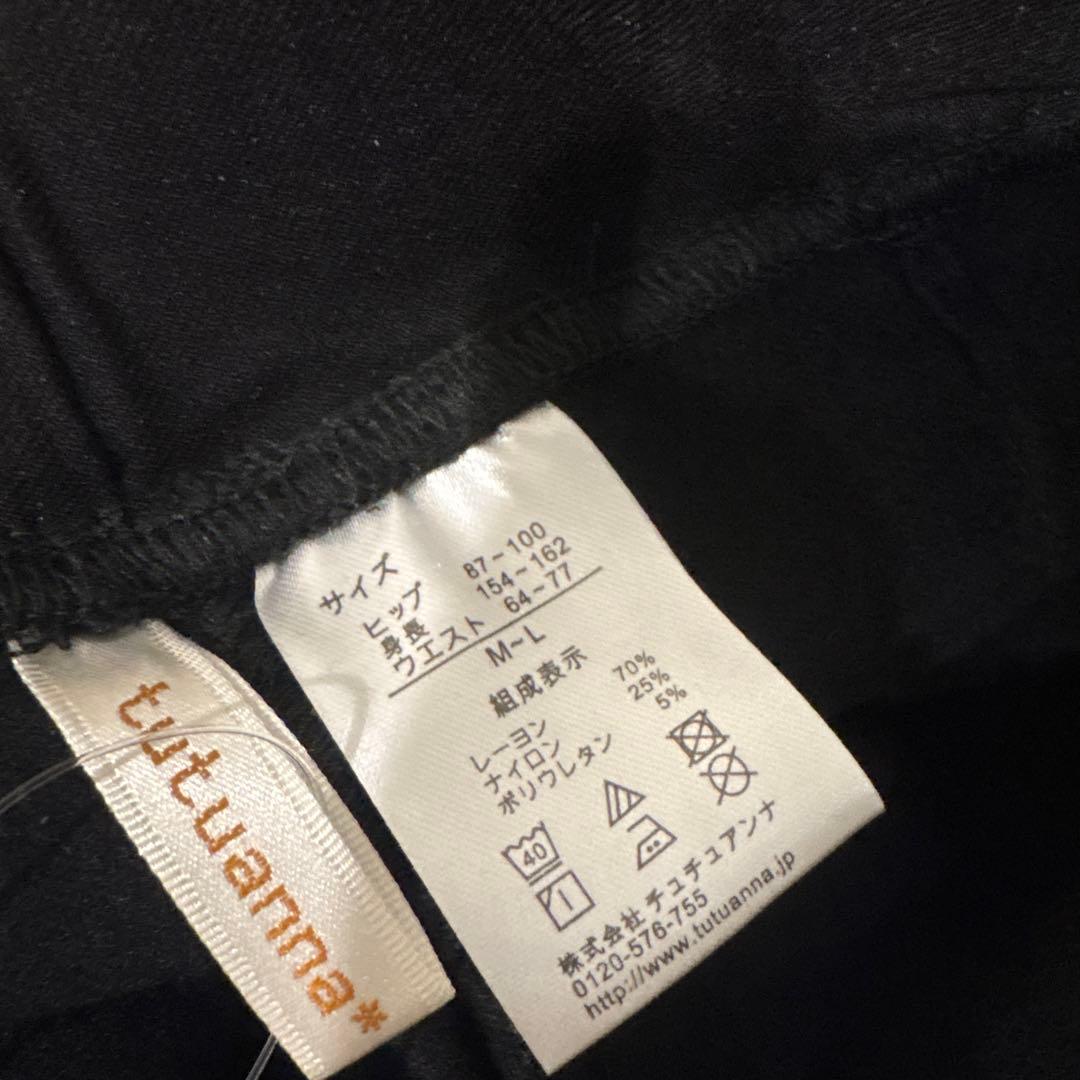 tutuanna*
サイズ
ヒップ 87~100
身長 154~162
ウエスト 64~77
M~L
組成表示
レーヨン 70%
ナイロン 25%
ポリウレタン 5%
40
株式会社 チュチュアンナ
0120-576-755
http://www.tutuanna.jp